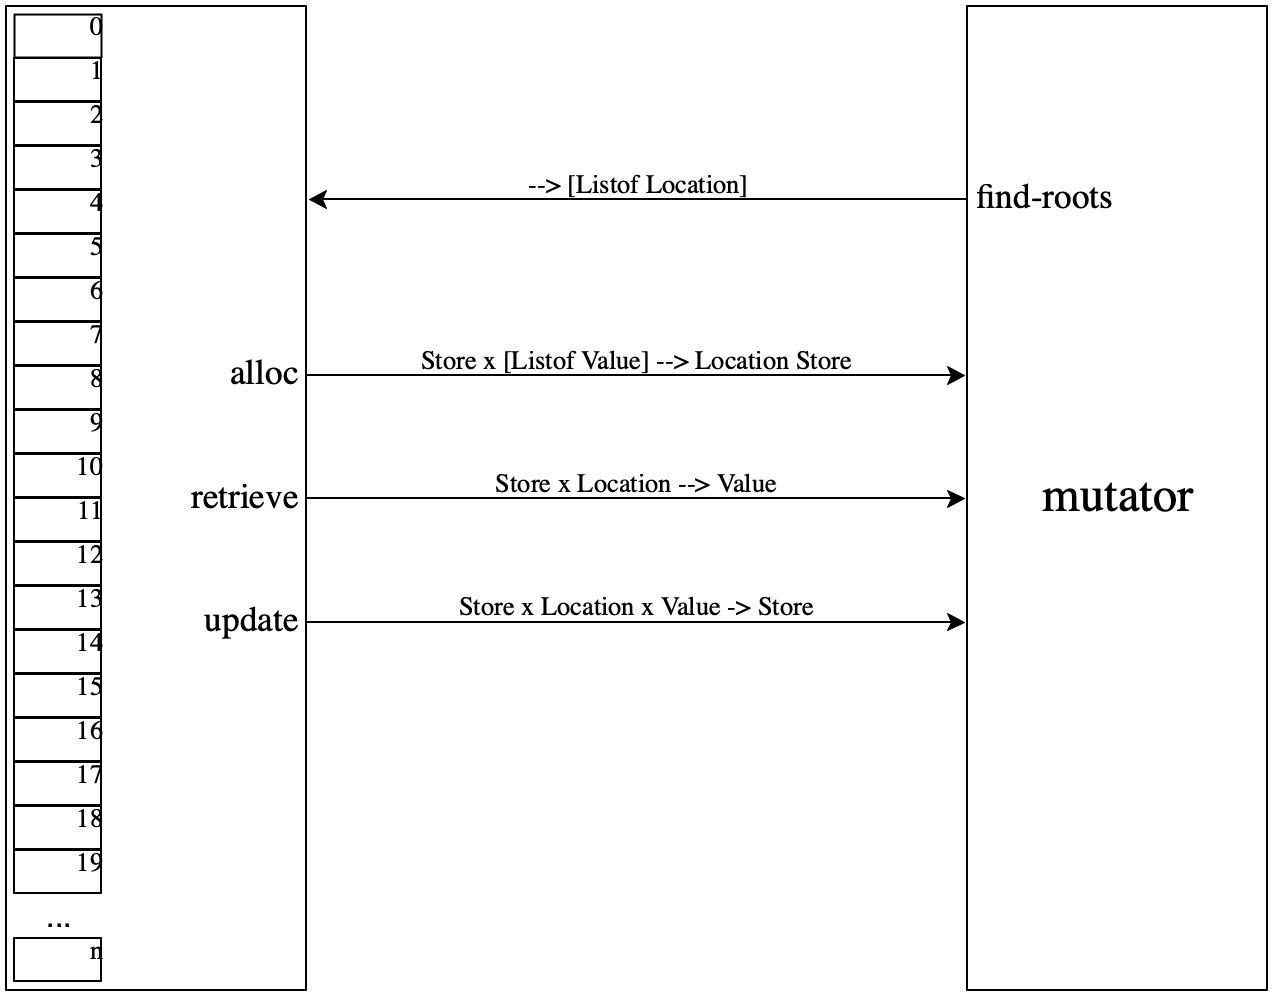 0
1
2
3
--> [Listof Location]
4
find-roots
5
6
7
8
alloc
Store x [Listof Value] --> Location Store
9
10
11
retrieve
Store x Location --> Value
mutator
12
13
update
Store x Location x Value -> Store
14
15
16
17
18
19
...
n